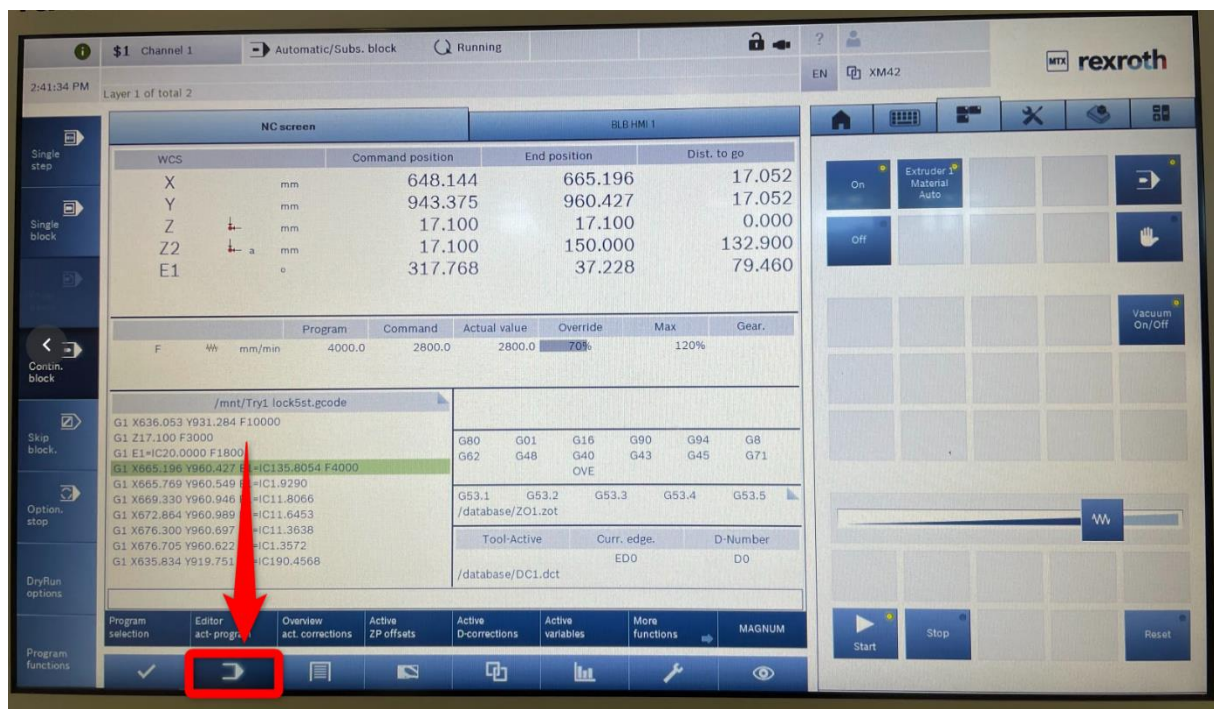 $1 Channel 1
Automatic/Subs. block
Running
?
MTX rexroth
2:41:34 PM
Layer 1 of total 2
EN
XM42
NC screen
BLB HMI 1
Single
step
Single
block
Contin.
block
Skip
block.
Option.
stop
DryRun
options
Program
functions
WCS Command position End position Dist. to go
X mm 648.144 665.196 17.052
Y mm 943.375 960.427 17.052
Z mm 17.100 17.100 0.000
Z2 a mm 17.100 150.000 132.900
E1 o 317.768 37.228 79.460
Program Command Actual value Override Max Gear.
F mm/min 4000.0 2800.0 2800.0 70% 120%
/mnt/Try1 lock5st.gcode
G1 X636.053 Y931.284 F10000
G1 Z17.100 F3000
G1 E1=IC20.0000 F1800
G1 X665.196 Y960.427 E1=IC135.8054 F4000
G1 X665.769 Y960.549 =IC1.9290
G1 X669.330 Y960.946 =IC11.8066
G1 X672.864 Y960.989 =IC11.6453
G1 X676.300 Y960.697 =IC11.3638
G1 X676.705 Y960.622 =IC1.3572
G1 X635.834 Y919.751 =IC190.4568
G80 G01 G16 G90 G94 G8
G62 G48 G40 G43 G45 G71
OVE
G53.1 G53.2 G53.3 G53.4 G53.5
/database/ZO1.zot
Tool-Active Curr. edge. D-Number
ED0 D0
/database/DC1.dct
Program
selection
Editor
act- program
Overview
act. corrections
Active
ZP offsets
Active
D-corrections
Active
variables
More
functions
MAGNUM
On
Extruder 1
Material
Auto
Off
Vacuum
On/Off
Start
Stop
Reset